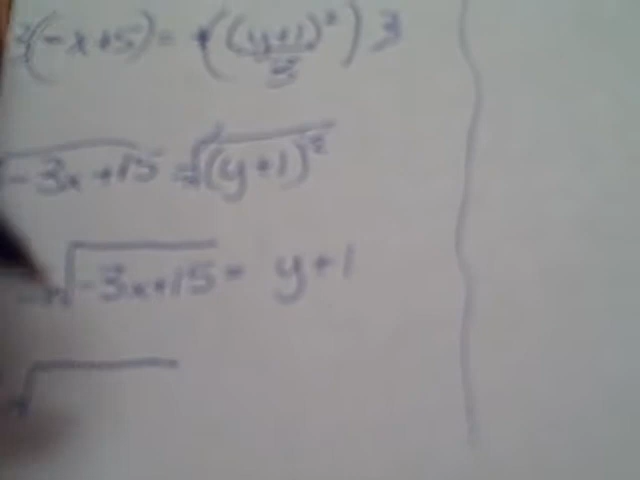 3(-x+5) = ((y+1)²/3)3
√-3x+15 = √(y+1)²
√-3x+15 = y+1
√